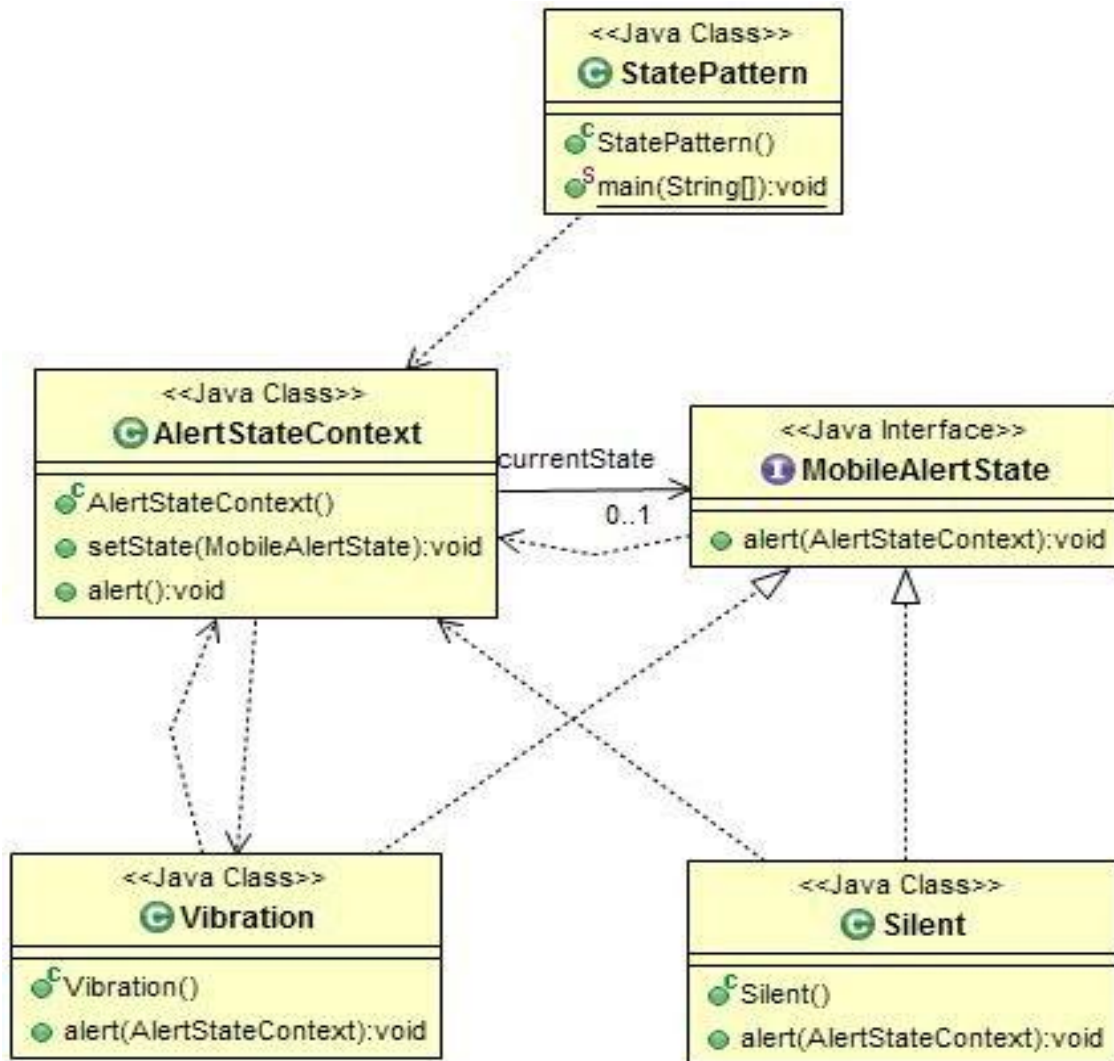 <<Java Class>>
StatePattern
StatePattern()
main(String[]):void
<<Java Class>>
AlertStateContext
AlertStateContext()
setState(MobileAlertState):void
alert():void
currentState
0..1
<<Java Interface>>
MobileAlertState
alert(AlertStateContext):void
<<Java Class>>
Vibration
Vibration()
alert(AlertStateContext):void
<<Java Class>>
Silent
Silent()
alert(AlertStateContext):void